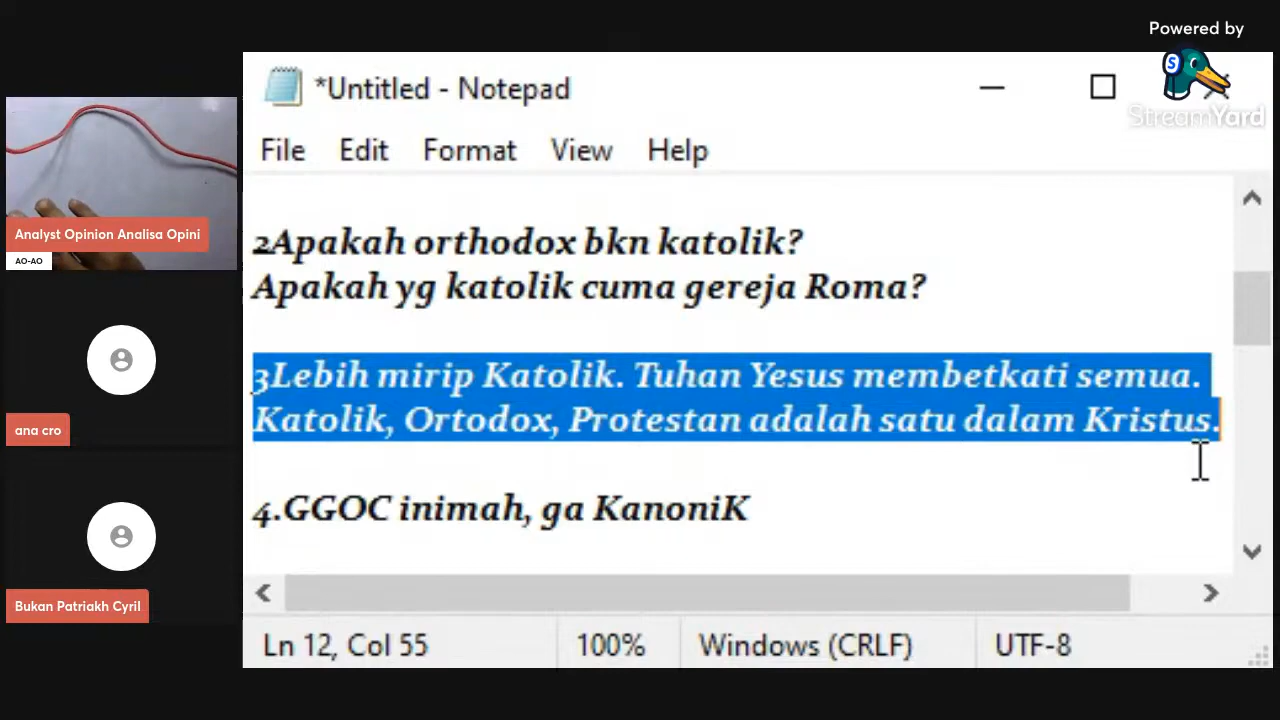 Powered by
StreamYard
*Untitled - Notepad
File Edit Format View Help
2Apakah orthodox bkn katolik?
Apakah yg katolik cuma gereja Roma?
3Lebih mirip Katolik. Tuhan Yesus membetkati semua.
Katolik, Ortodox, Protestan adalah satu dalam Kristus.
4.GGOC inimah, ga KanoniK
Ln 12, Col 55 100% Windows (CRLF) UTF-8
Analyst Opinion Analisa Opini
AO-AO
ana cro
Bukan Patriakh Cyril